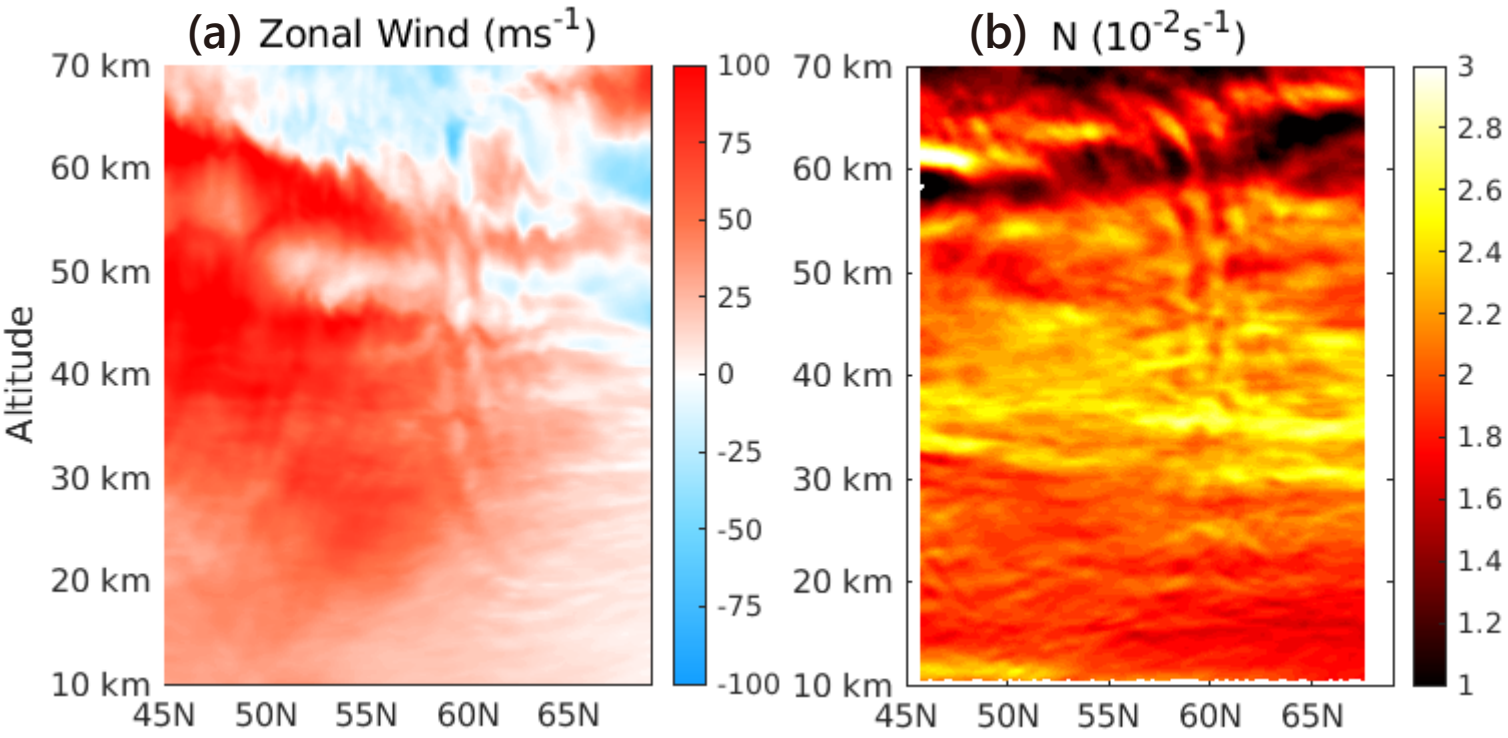 (a) Zonal Wind (ms-1)
70 km
60 km
50 km
40 km
30 km
20 km
10 km
Altitude
45N 50N 55N 60N 65N
100
75
50
25
0
-25
-50
-75
-100
(b) N (10-2s-1)
70 km
60 km
50 km
40 km
30 km
20 km
10 km
45N 50N 55N 60N 65N
3
2.8
2.6
2.4
2.2
2
1.8
1.6
1.4
1.2
1